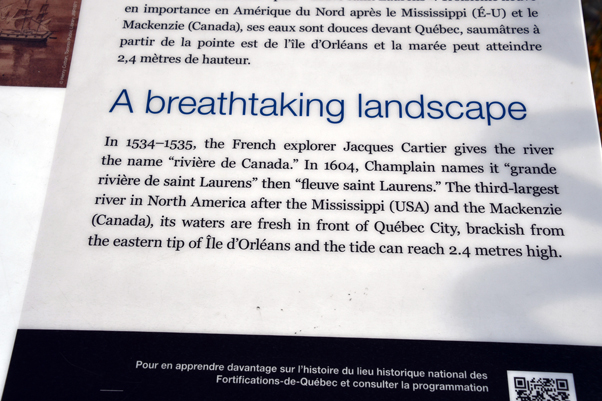 en importance en Amérique du Nord après le Mississippi (É-U) et le
Mackenzie (Canada), ses eaux sont douces devant Québec, saumâtres à
partir de la pointe est de l'île d'Orléans et la marée peut atteindre
2,4 mètres de hauteur.
A breathtaking landscape
In 1534–1535, the French explorer Jacques Cartier gives the river
the name “rivière de Canada.” In 1604, Champlain names it “grande
rivière de saint Laurens” then “fleuve saint Laurens.” The third-largest
river in North America after the Mississippi (USA) and the Mackenzie
(Canada), its waters are fresh in front of Québec City, brackish from
the eastern tip of Île d'Orléans and the tide can reach 2.4 metres high.
Pour en apprendre davantage sur l'histoire du lieu historique national des
Fortifications-de-Québec et consulter la programmation